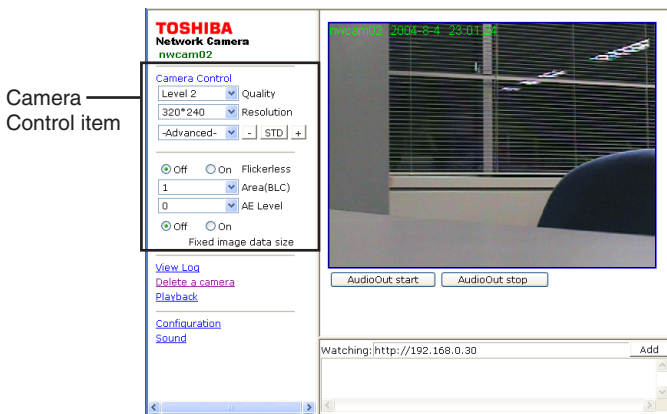 Camera
Control item
TOSHIBA
Network Camera
nwcam02
Camera Control
Level 2 Quality
320*240 Resolution
-Advanced- - STD +
Off On Flickerless
1 Area(BLC)
0 AE Level
Off On
Fixed image data size
View Log
Delete a camera
Playback
Configuration
Sound
nwcam02 2004-8-4 23:01:24
AudioOut start AudioOut stop
Watching: http://192.168.0.30 Add